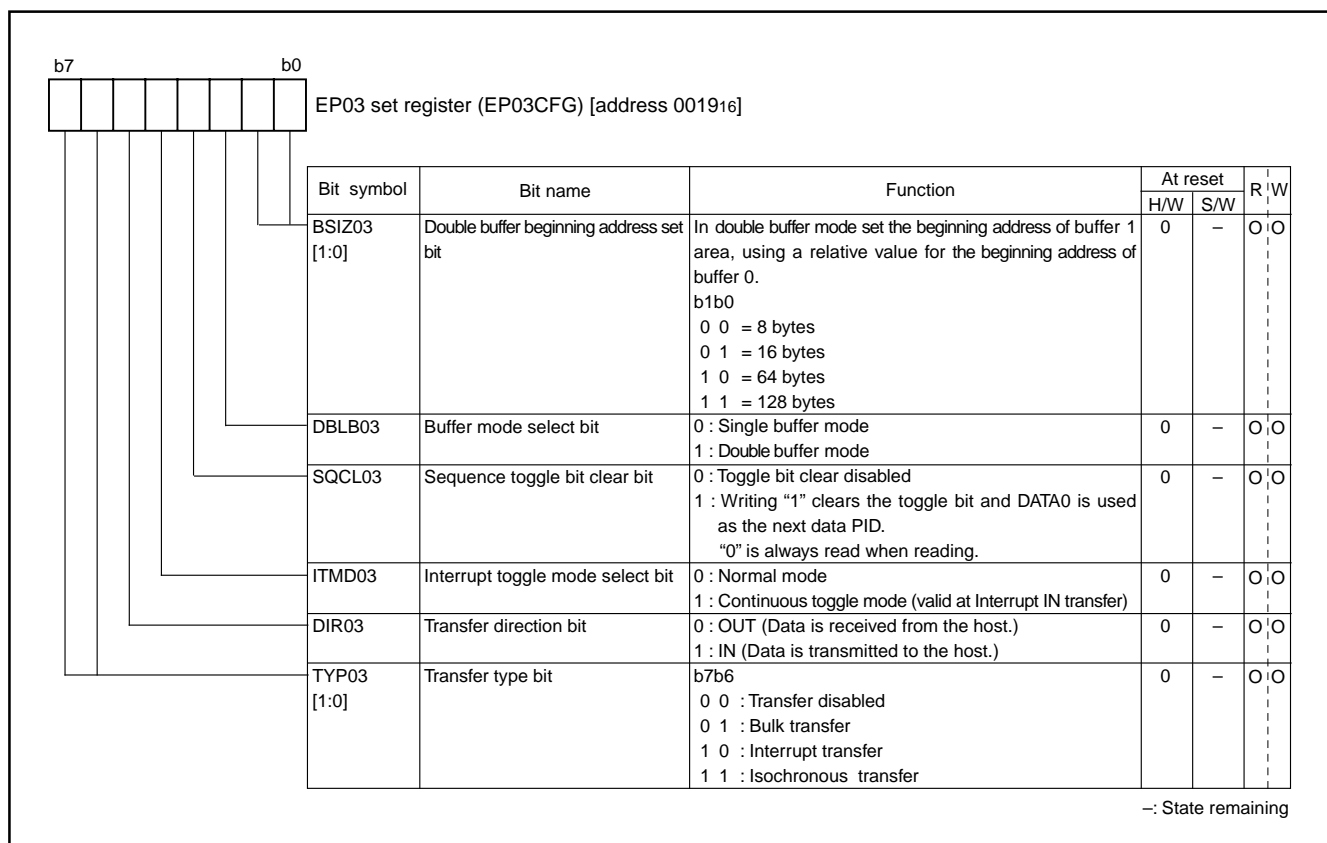 b7 b0
EP03 set register (EP03CFG) [address 001916]
Bit symbol Bit name Function At reset R W
H/W S/W
BSIZ03 Double buffer beginning address set In double buffer mode set the beginning address of buffer 1 0 – O O
[1:0] bit area, using a relative value for the beginning address of
buffer 0.
b1b0
0 0 = 8 bytes
0 1 = 16 bytes
1 0 = 64 bytes
1 1 = 128 bytes
DBLB03 Buffer mode select bit 0 : Single buffer mode 0 – O O
1 : Double buffer mode
SQCL03 Sequence toggle bit clear bit 0 : Toggle bit clear disabled 0 – O O
1 : Writing “1” clears the toggle bit and DATA0 is used
as the next data PID.
“0” is always read when reading.
ITMD03 Interrupt toggle mode select bit 0 : Normal mode 0 – O O
1 : Continuous toggle mode (valid at Interrupt IN transfer)
DIR03 Transfer direction bit 0 : OUT (Data is received from the host.) 0 – O O
1 : IN (Data is transmitted to the host.)
TYP03 Transfer type bit b7b6 0 – O O
[1:0] 0 0 : Transfer disabled
0 1 : Bulk transfer
1 0 : Interrupt transfer
1 1 : Isochronous transfer
–: State remaining